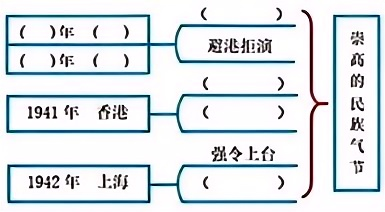 (        )
(   )年 (   )
避港拒演
(   )年 (   )
(        )
1941年 香港
(        )
强令上台
1942年 上海
(        )
崇高的民族气节